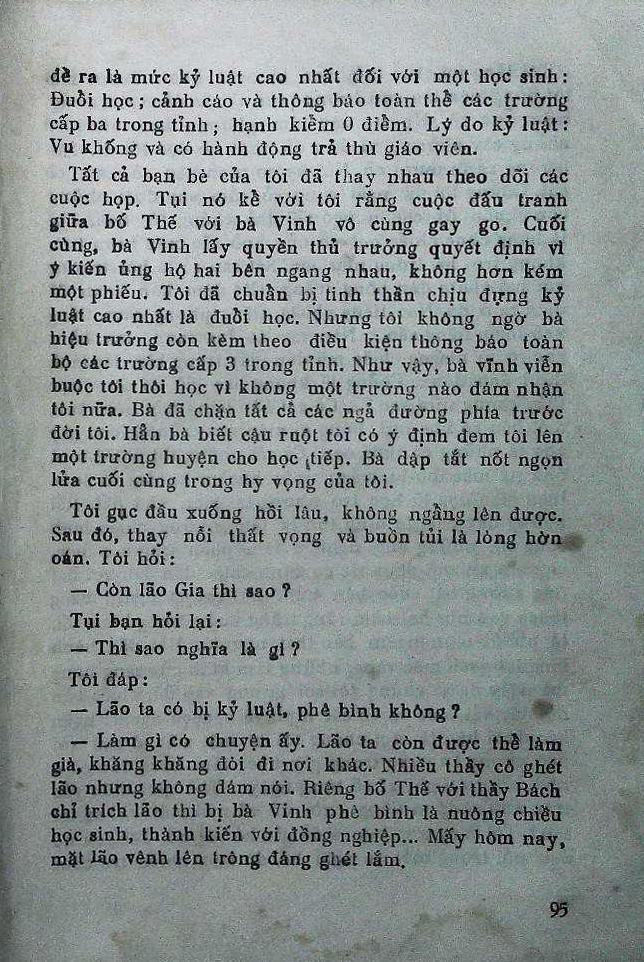 đề ra là mức kỷ luật cao nhất đối với một học sinh:
Đuổi học; cảnh cáo và thông báo toàn thể các trường
cấp ba trong tỉnh; hạnh kiểm 0 điểm. Lý do kỷ luật:
Vu khống và có hành động trả thù giáo viên.
Tất cả bạn bè của tôi đã thay nhau theo dõi các
cuộc họp. Tụi nó kể với tôi rằng cuộc đấu tranh
giữa bố Thế với bà Vinh vô cùng gay go. Cuối
cùng, bà Vinh lấy quyền thủ trưởng quyết định vì
ý kiến ủng hộ hai bên ngang nhau, không hơn kém
một phiếu. Tôi đã chuẩn bị tinh thần chịu đựng kỷ
luật cao nhất là đuổi học. Nhưng tôi không ngờ bà
hiệu trưởng còn kèm theo điều kiện thông báo toàn
bộ các trường cấp 3 trong tỉnh. Như vậy, bà vĩnh viễn
buộc tôi thôi học vì không một trường nào dám nhận
tôi nữa. Bà đã chặn tất cả các ngả đường phía trước
đời tôi. Hẳn bà biết cậu ruột tôi có ý định đem tôi lên
một trường huyện cho học tiếp. Bà dập tắt nốt ngọn
lửa cuối cùng trong hy vọng của tôi.
Tôi gục đầu xuống hồi lâu, không ngẩng lên được.
Sau đó, thay nỗi thất vọng và buồn tủi là lòng hờn
oán. Tôi hỏi:
— Còn lão Gia thì sao?
Tụi bạn hỏi lại:
— Thì sao nghĩa là gì?
Tôi đáp:
— Lão ta có bị kỷ luật, phê bình không?
— Làm gì có chuyện ấy. Lão ta còn được thể làm
già, khăng khăng đòi đi nơi khác. Nhiều thầy cô ghét
lão nhưng không dám nói. Riêng bố Thế với thầy Bách
chỉ trích lão thì bị bà Vinh phê bình là nuông chiều
học sinh, thành kiến với đồng nghiệp... Mấy hôm nay,
mặt lão vênh lên trông đáng ghét lắm.
95